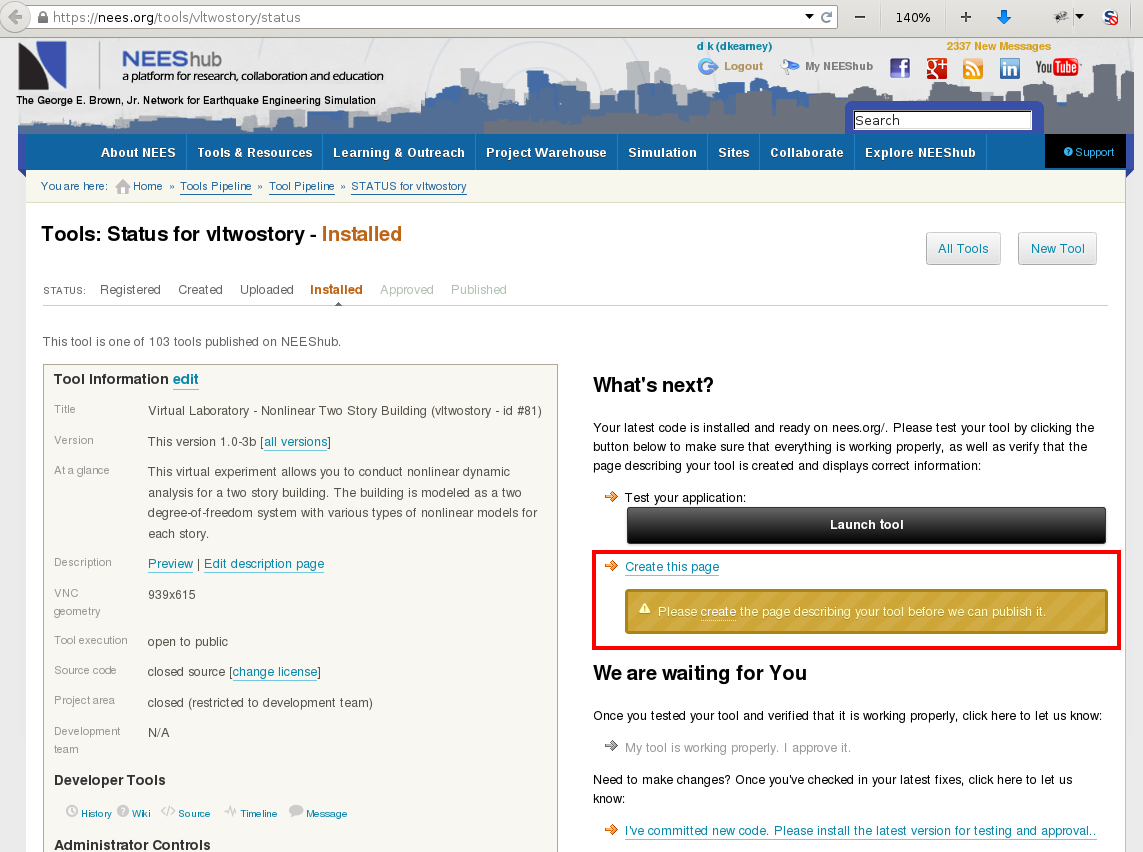 https://nees.org/tools/vltwostory/status
140%
d k (dkearney)
2337 New Messages
NEEShub
a platform for research, collaboration and education
Logout
My NEEShub
You Tube
The George E. Brown, Jr. Network for Earthquake Engineering Simulation
Search
About NEES
Tools & Resources
Learning & Outreach
Project Warehouse
Simulation
Sites
Collaborate
Explore NEEShub
Support
You are here: Home » Tools Pipeline » Tool Pipeline » STATUS for vltwostory
Tools: Status for vltwostory - Installed
All Tools
New Tool
STATUS: Registered Created Uploaded Installed Approved Published
This tool is one of 103 tools published on NEEShub.
Tool Information edit
Title
Virtual Laboratory - Nonlinear Two Story Building (vltwostory - id #81)
Version
This version 1.0-3b [all versions]
At a glance
This virtual experiment allows you to conduct nonlinear dynamic
analysis for a two story building. The building is modeled as a two
degree-of-freedom system with various types of nonlinear models for
each story.
Description
Preview | Edit description page
VNC
geometry
939x615
Tool execution
open to public
Source code
closed source [change license]
Project area
closed (restricted to development team)
Development
team
N/A
Developer Tools
History Wiki Source Timeline Message
Administrator Controls
What's next?
Your latest code is installed and ready on nees.org/. Please test your tool by clicking the
button below to make sure that everything is working properly, as well as verify that the
page describing your tool is created and displays correct information:
Test your application:
Launch tool
Create this page
Please create the page describing your tool before we can publish it.
We are waiting for You
Once you tested your tool and verified that it is working properly, click here to let us know:
My tool is working properly. I approve it.
Need to make changes? Once you've checked in your latest fixes, click here to let us
know:
I've committed new code. Please install the latest version for testing and approval..